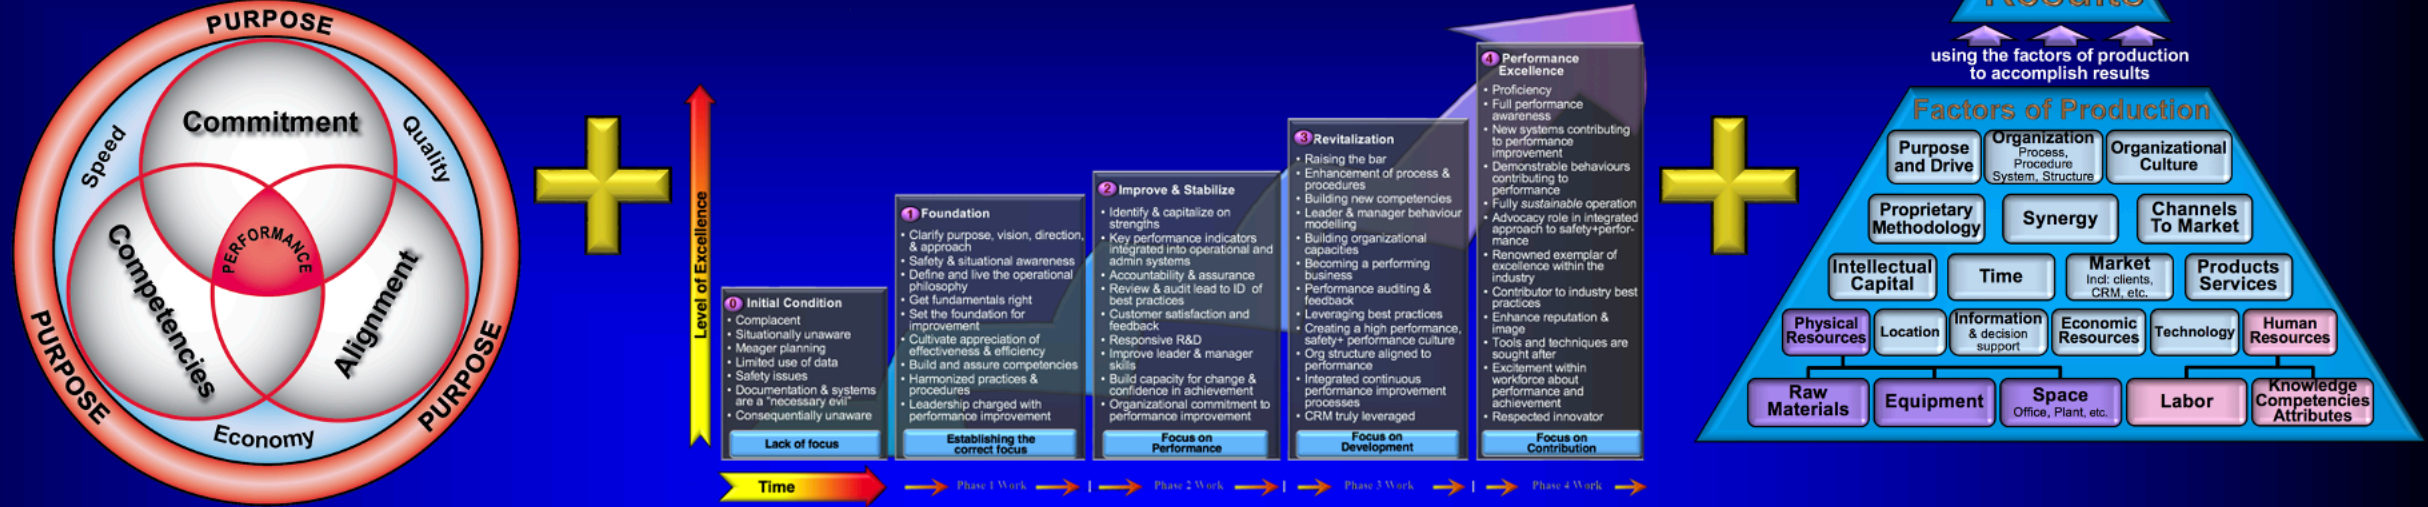 PURPOSE
Commitment
Speed
Quality
PERFORMANCE
Competencies
Alignment
PURPOSE
PURPOSE
Economy
Level of Excellence
0 Initial Condition
• Complacent
• Situationally unaware
• Meager planning
• Limited use of data
• Safety issues
• Documentation & systems
are a "necessary evil"
• Consequentially unaware
Lack of focus
1 Foundation
• Clarify purpose, vision, direction,
& approach
• Safety & situational awareness
• Define and live the operational
philosophy
• Get fundamentals right
• Set the foundation for
improvement
• Cultivate appreciation of
effectiveness & efficiency
• Build and assure competencies
• Harmonized practices &
procedures
• Leadership charged with
performance improvement
Establishing the
correct focus
2 Improve & Stabilize
• Identify & capitalize on
strengths
• Key performance indicators
integrated into operational and
admin systems
• Accountability & assurance
• Review & audit lead to ID of
best practices
• Customer satisfaction and
feedback
• Responsive R&D
• Improve leader & manager
skills
• Build capacity for change &
confidence in achievement
• Organizational commitment to
performance improvement
Focus on
Performance
3 Revitalization
• Raising the bar
• Enhancement of process &
procedures
• Building new competencies
• Leader & manager behaviour
modelling
• Building organizational
capacities
• Becoming a performing
business
• Performance auditing &
feedback
• Leveraging best practices
• Creating a high performance,
safety+ performance culture
• Org structure aligned to
performance
• Integrated continuous
performance improvement
processes
• CRM truly leveraged
Focus on
Development
4 Performance
Excellence
• Proficiency
• Full performance
awareness
• New systems contributing
to performance
improvement
• Demonstrable behaviours
contributing to
performance
• Fully sustainable operation
• Advocacy role in integrated
approach to safety+perfor-
mance
• Renowned exemplar of
excellence within the
industry
• Contributor to industry best
practices
• Enhance reputation &
image
• Tools and techniques are
sought after
• Excitement within
workforce about
performance and
achievement
• Respected innovator
Focus on
Contribution
Time
Phase 1 Work
Phase 2 Work
Phase 3 Work
Phase 4 Work
Results
using the factors of production
to accomplish results
Factors of Production
Purpose
and Drive
Organization
Process,
Procedure
System, Structure
Organizational
Culture
Proprietary
Methodology
Synergy
Channels
To Market
Intellectual
Capital
Time
Market
Incl: clients,
CRM, etc.
Products
Services
Physical
Resources
Location
Information
& decision
support
Economic
Resources
Technology
Human
Resources
Raw
Materials
Equipment
Space
Office, Plant, etc.
Labor
Knowledge
Competencies
Attributes